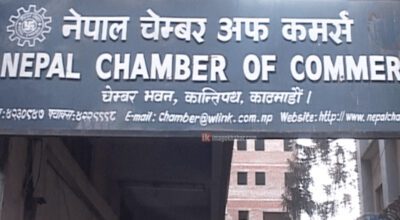 नेपाल चेम्बर अफ कमर्स
NEPAL CHAMBER OF COMMER
चेम्बर भवन, कान्तिपथ, काठमाडौं ।
E-mail: chamber@wlink.com.np Website: http://www.nepalcha